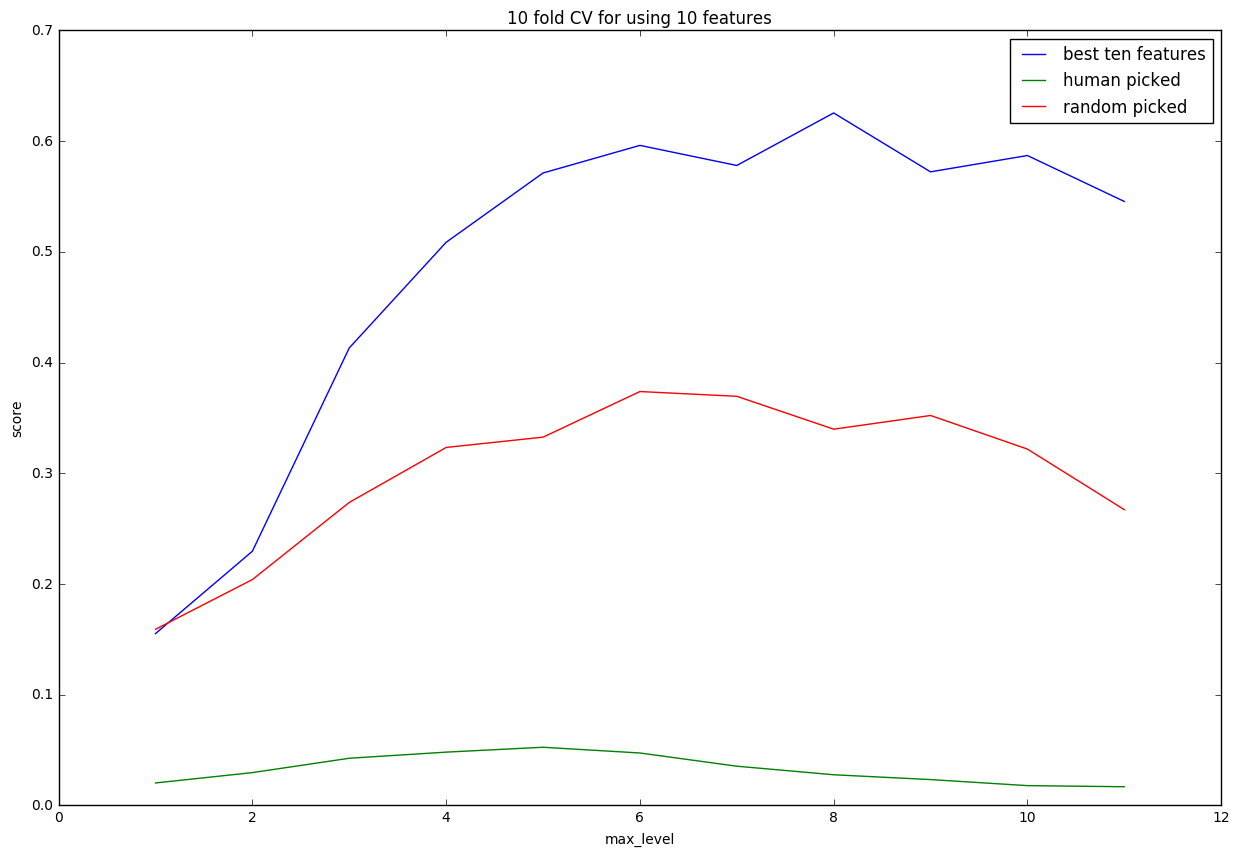 10 fold CV for using 10 features
best ten features
human picked
random picked
score
0.7
0.6
0.5
0.4
0.3
0.2
0.1
0.0
0 2 4 6 8 10 12
max_level